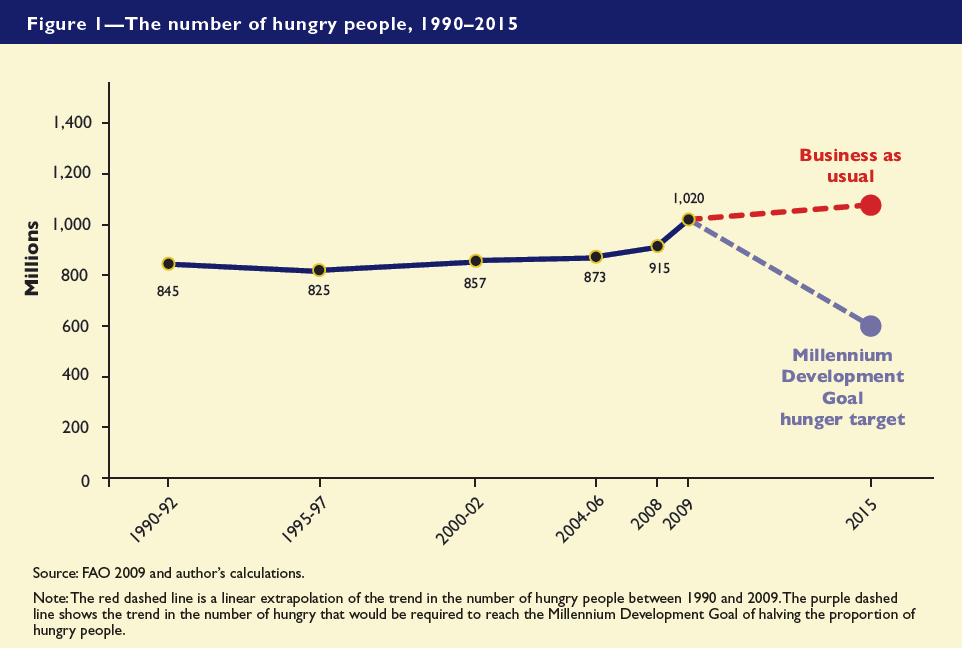 Figure 1—The number of hungry people, 1990–2015
1,400
1,200
1,000
800
600
400
200
0
Millions
845
825
857
873
915
1,020
Business as
usual
Millennium
Development
Goal
hunger target
1990-92
1995-97
2000-02
2004-06
2008
2009
2015
Source: FAO 2009 and author's calculations.
Note: The red dashed line is a linear extrapolation of the trend in the number of hungry people between 1990 and 2009. The purple dashed
line shows the trend in the number of hungry that would be required to reach the Millennium Development Goal of halving the proportion of
hungry people.